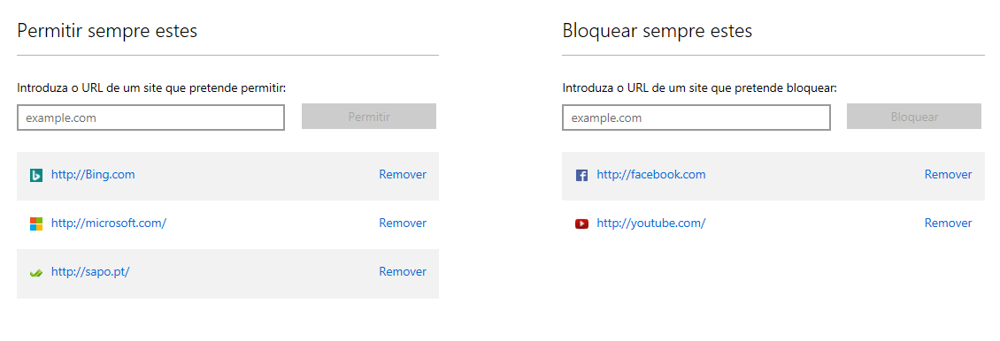 Permitir sempre estes
Introduza o URL de um site que pretende permitir:
example.com
Permitir
http://Bing.com
Remover
http://microsoft.com/
Remover
http://sapo.pt/
Remover
Bloquear sempre estes
Introduza o URL de um site que pretende bloquear:
example.com
Bloquear
http://facebook.com
Remover
http://youtube.com/
Remover